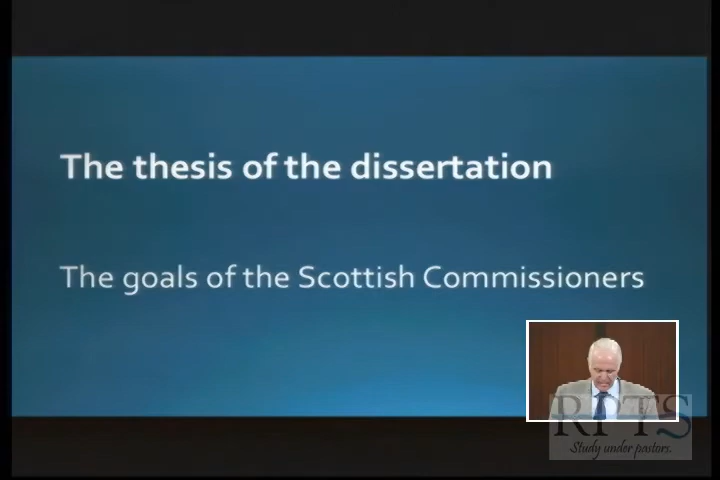 The thesis of the dissertation
The goals of the Scottish Commissioners
RPTS
Study under pastors.